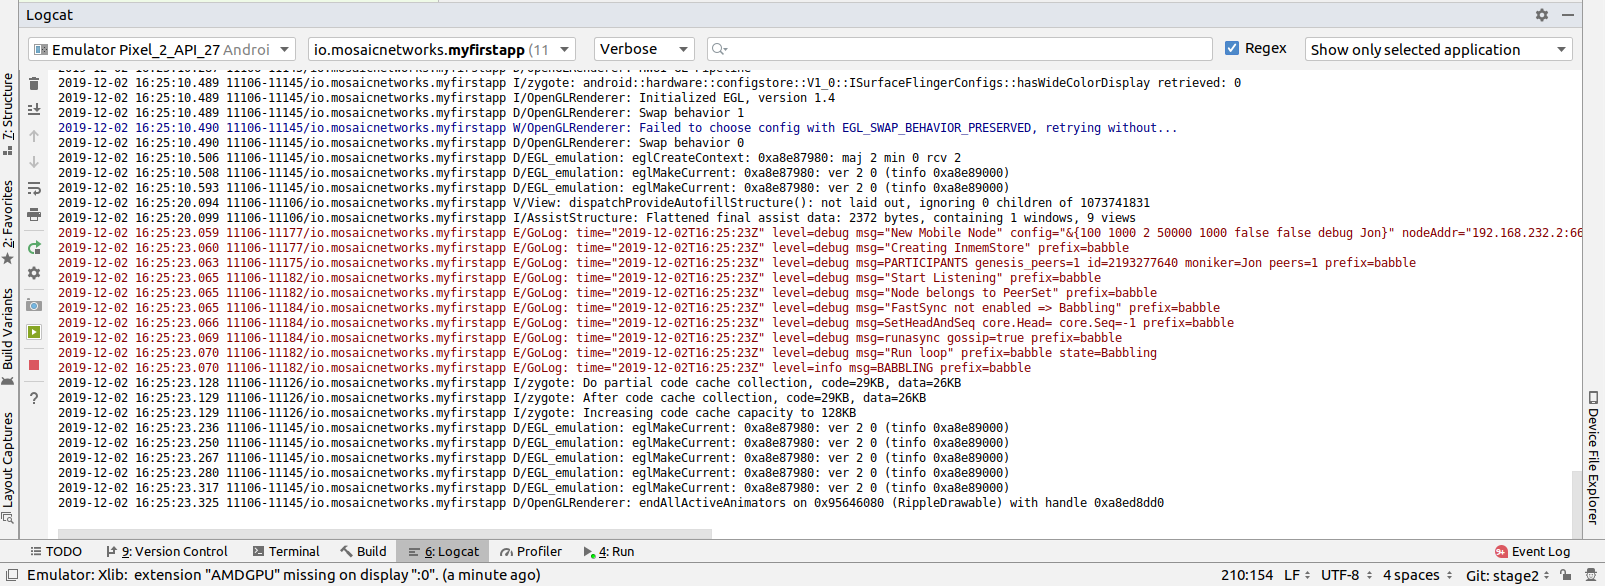 Logcat
Emulator Pixel_2_API_27 Androi
io.mosaicnetworks.myfirstapp (11
Verbose
Regex
Show only selected application
2019-12-02 16:25:10.489 11106-11145/io.mosaicnetworks.myfirstapp I/zygote: android::hardware::configstore::V1_0::ISurfaceFlingerConfigs::hasWideColorDisplay retrieved: 0
2019-12-02 16:25:10.489 11106-11145/io.mosaicnetworks.myfirstapp I/OpenGLRenderer: Initialized EGL, version 1.4
2019-12-02 16:25:10.489 11106-11145/io.mosaicnetworks.myfirstapp D/OpenGLRenderer: Swap behavior 1
2019-12-02 16:25:10.490 11106-11145/io.mosaicnetworks.myfirstapp W/OpenGLRenderer: Failed to choose config with EGL_SWAP_BEHAVIOR_PRESERVED, retrying without...
2019-12-02 16:25:10.490 11106-11145/io.mosaicnetworks.myfirstapp D/OpenGLRenderer: Swap behavior 0
2019-12-02 16:25:10.506 11106-11145/io.mosaicnetworks.myfirstapp D/EGL_emulation: eglCreateContext: 0xa8e87980: maj 2 min 0 rcv 2
2019-12-02 16:25:10.508 11106-11145/io.mosaicnetworks.myfirstapp D/EGL_emulation: eglMakeCurrent: 0xa8e87980: ver 2 0 (tinfo 0xa8e89000)
2019-12-02 16:25:10.593 11106-11145/io.mosaicnetworks.myfirstapp D/EGL_emulation: eglMakeCurrent: 0xa8e87980: ver 2 0 (tinfo 0xa8e89000)
2019-12-02 16:25:20.094 11106-11106/io.mosaicnetworks.myfirstapp V/View: dispatchProvideAutofillStructure(): not laid out, ignoring 0 children of 1073741831
2019-12-02 16:25:20.099 11106-11106/io.mosaicnetworks.myfirstapp I/AssistStructure: Flattened final assist data: 2372 bytes, containing 1 windows, 9 views
2019-12-02 16:25:23.059 11106-11177/io.mosaicnetworks.myfirstapp E/GoLog: time="2019-12-02T16:25:23Z" level=debug msg="New Mobile Node" config="&{100 1000 2 50000 1000 false false debug Jon}" nodeAddr="192.168.232.2:66
2019-12-02 16:25:23.060 11106-11177/io.mosaicnetworks.myfirstapp E/GoLog: time="2019-12-02T16:25:23Z" level=debug msg="Creating InmemStore" prefix=babble
2019-12-02 16:25:23.063 11106-11175/io.mosaicnetworks.myfirstapp E/GoLog: time="2019-12-02T16:25:23Z" level=debug msg=PARTICIPANTS genesis_peers=1 id=2193277640 moniker=Jon peers=1 prefix=babble
2019-12-02 16:25:23.065 11106-11182/io.mosaicnetworks.myfirstapp E/GoLog: time="2019-12-02T16:25:23Z" level=debug msg="Start Listening" prefix=babble
2019-12-02 16:25:23.065 11106-11182/io.mosaicnetworks.myfirstapp E/GoLog: time="2019-12-02T16:25:23Z" level=debug msg="Node belongs to PeerSet" prefix=babble
2019-12-02 16:25:23.065 11106-11184/io.mosaicnetworks.myfirstapp E/GoLog: time="2019-12-02T16:25:23Z" level=debug msg="FastSync not enabled => Babbling" prefix=babble
2019-12-02 16:25:23.066 11106-11184/io.mosaicnetworks.myfirstapp E/GoLog: time="2019-12-02T16:25:23Z" level=debug msg=SetHeadAndSeq core.Head= core.Seq=-1 prefix=babble
2019-12-02 16:25:23.069 11106-11184/io.mosaicnetworks.myfirstapp E/GoLog: time="2019-12-02T16:25:23Z" level=debug msg=runasync gossip=true prefix=babble
2019-12-02 16:25:23.070 11106-11182/io.mosaicnetworks.myfirstapp E/GoLog: time="2019-12-02T16:25:23Z" level=debug msg="Run loop" prefix=babble state=Babbling
2019-12-02 16:25:23.070 11106-11182/io.mosaicnetworks.myfirstapp E/GoLog: time="2019-12-02T16:25:23Z" level=info msg=BABBLING prefix=babble
2019-12-02 16:25:23.128 11106-11126/io.mosaicnetworks.myfirstapp I/zygote: Do partial code cache collection, code=29KB, data=26KB
2019-12-02 16:25:23.129 11106-11126/io.mosaicnetworks.myfirstapp I/zygote: After code cache collection, code=29KB, data=26KB
2019-12-02 16:25:23.129 11106-11126/io.mosaicnetworks.myfirstapp I/zygote: Increasing code cache capacity to 128KB
2019-12-02 16:25:23.236 11106-11145/io.mosaicnetworks.myfirstapp D/EGL_emulation: eglMakeCurrent: 0xa8e87980: ver 2 0 (tinfo 0xa8e89000)
2019-12-02 16:25:23.250 11106-11145/io.mosaicnetworks.myfirstapp D/EGL_emulation: eglMakeCurrent: 0xa8e87980: ver 2 0 (tinfo 0xa8e89000)
2019-12-02 16:25:23.267 11106-11145/io.mosaicnetworks.myfirstapp D/EGL_emulation: eglMakeCurrent: 0xa8e87980: ver 2 0 (tinfo 0xa8e89000)
2019-12-02 16:25:23.280 11106-11145/io.mosaicnetworks.myfirstapp D/EGL_emulation: eglMakeCurrent: 0xa8e87980: ver 2 0 (tinfo 0xa8e89000)
2019-12-02 16:25:23.317 11106-11145/io.mosaicnetworks.myfirstapp D/EGL_emulation: eglMakeCurrent: 0xa8e87980: ver 2 0 (tinfo 0xa8e89000)
2019-12-02 16:25:23.325 11106-11145/io.mosaicnetworks.myfirstapp D/OpenGLRenderer: endAllActiveAnimators on 0x95646080 (RippleDrawable) with handle 0xa8ed8dd0
7: Structure
2: Favorites
Build Variants
Layout Captures
Device File Explorer
TODO
9: Version Control
Terminal
Build
6: Logcat
Profiler
4: Run
9+ Event Log
Emulator: Xlib: extension "AMDGPU" missing on display ":0". (a minute ago)
210:154
LF
UTF-8
4 spaces
Git: stage2